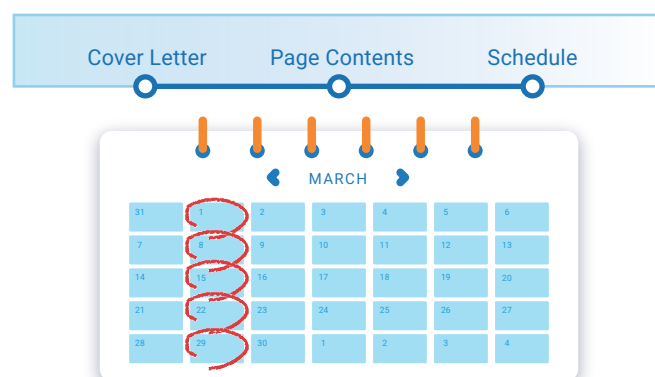 Cover Letter Page Contents Schedule
MARCH
31 1 2 3 4 5 6
7 8 9 10 11 12 13
14 15 16 17 18 19 20
21 22 23 24 25 26 27
28 29 30 1 2 3 4